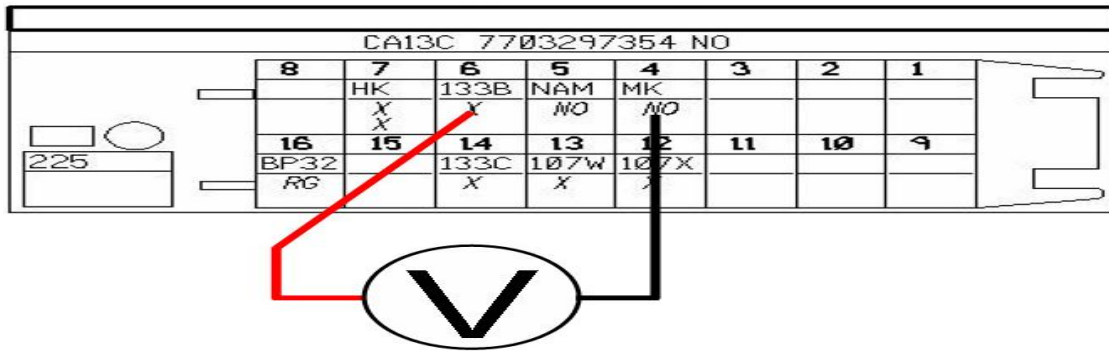 CA13C 7703297354 NO
8 7 6 5 4 3 2 1
HK 133B NAM MK
X X NO NO
X
16 15 14 13 12 11 10 9
225 BP32 133C 107W 107X
RG X X X
V